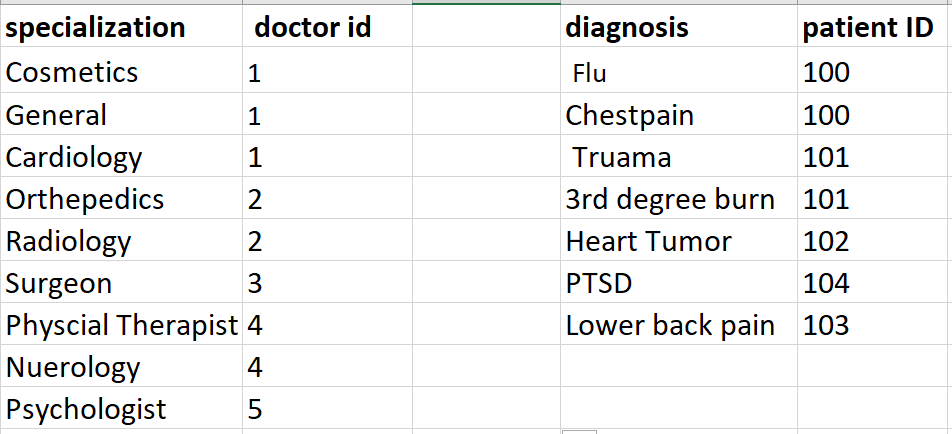 specialization doctor id diagnosis patient ID
Cosmetics 1 Flu 100
General 1 Chestpain 100
Cardiology 1 Truama 101
Orthepedics 2 3rd degree burn 101
Radiology 2 Heart Tumor 102
Surgeon 3 PTSD 104
Physcial Therapist 4 Lower back pain 103
Nuerology 4
Psychologist 5